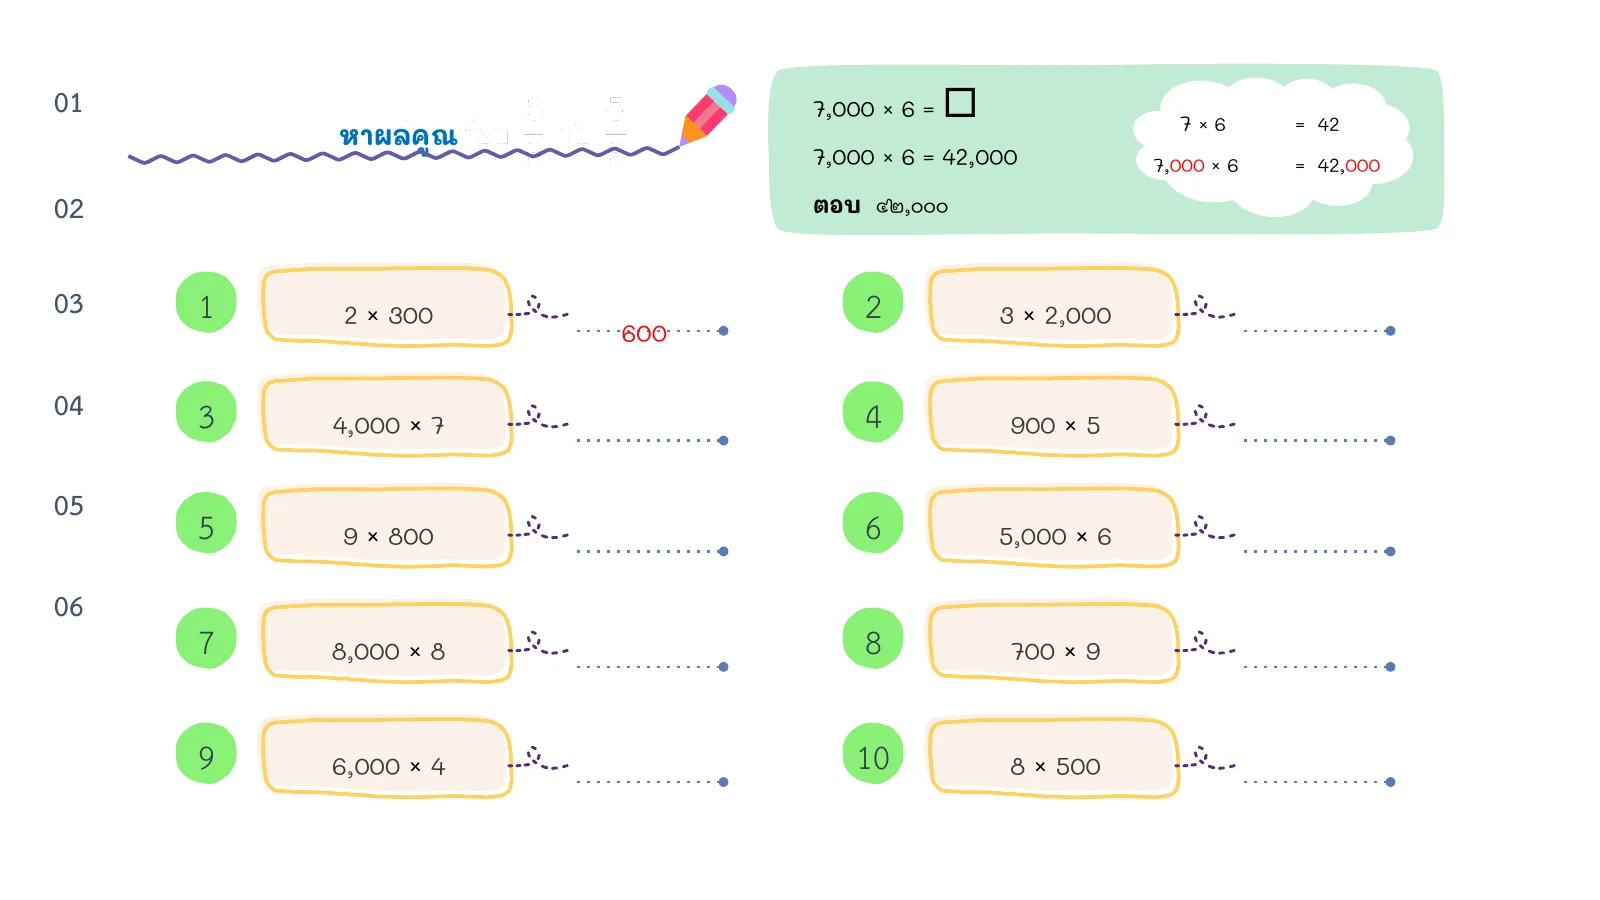 01
02
03
04
05
06
หาผลคูณ
7,000 × 6 = □
7,000 × 6 = 42,000
ตอบ ๔๒,๐๐๐
7 × 6 = 42
7,000 × 6 = 42,000
1 2 × 300 600
2 3 × 2,000
3 4,000 × 7
4 900 × 5
5 9 × 800
6 5,000 × 6
7 8,000 × 8
8 700 × 9
9 6,000 × 4
10 8 × 500